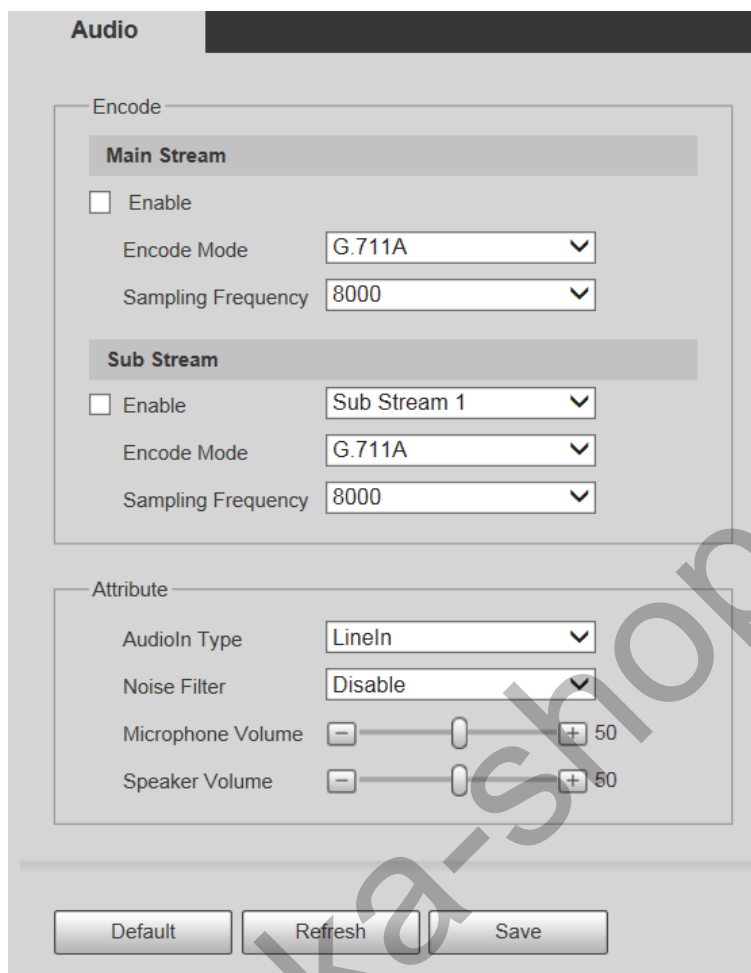 Audio
Encode
Main Stream
Enable
Encode Mode G.711A
Sampling Frequency 8000
Sub Stream
Enable Sub Stream 1
Encode Mode G.711A
Sampling Frequency 8000
Attribute
AudioIn Type LineIn
Noise Filter Disable
Microphone Volume 50
Speaker Volume 50
Default Refresh Save
ka-shop